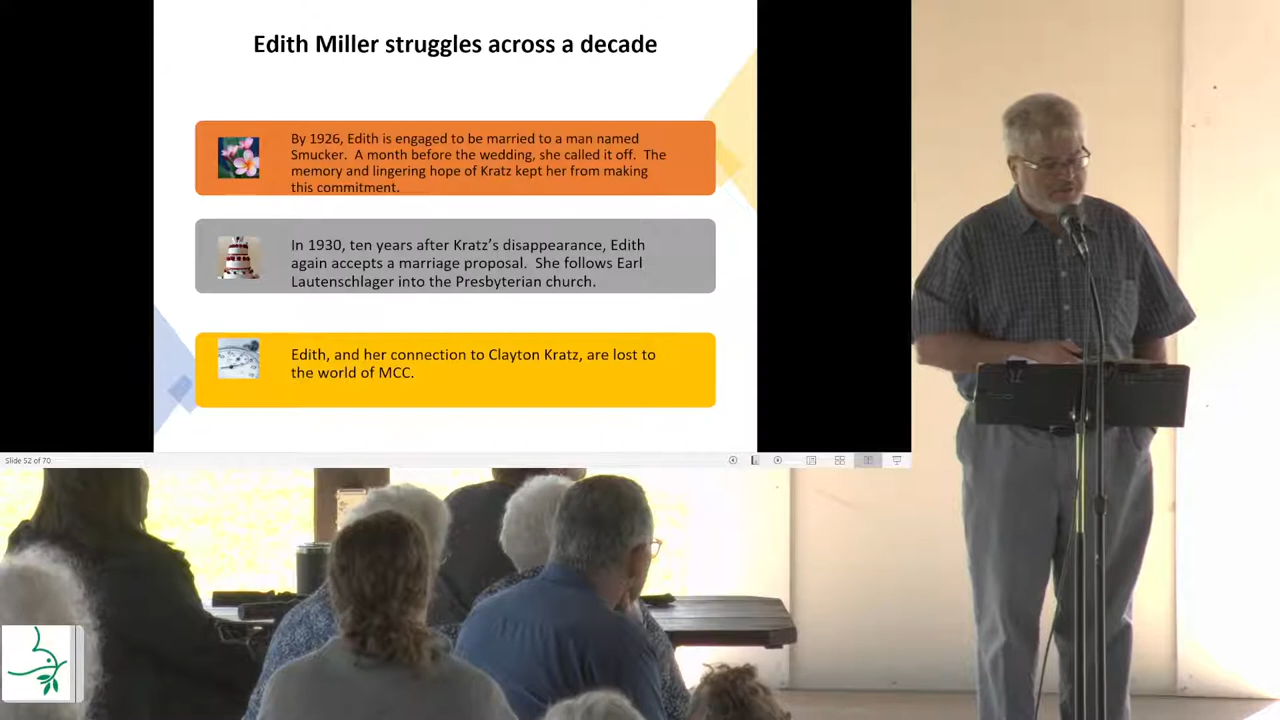 Edith Miller struggles across a decade
By 1926, Edith is engaged to be married to a man named
Smucker.  A month before the wedding, she called it off.  The
memory and lingering hope of Kratz kept her from making
this commitment.
In 1930, ten years after Kratz’s disappearance, Edith
again accepts a marriage proposal.  She follows Earl
Lautenschlager into the Presbyterian church.
Edith, and her connection to Clayton Kratz, are lost to
the world of MCC.
Slide 52 of 70